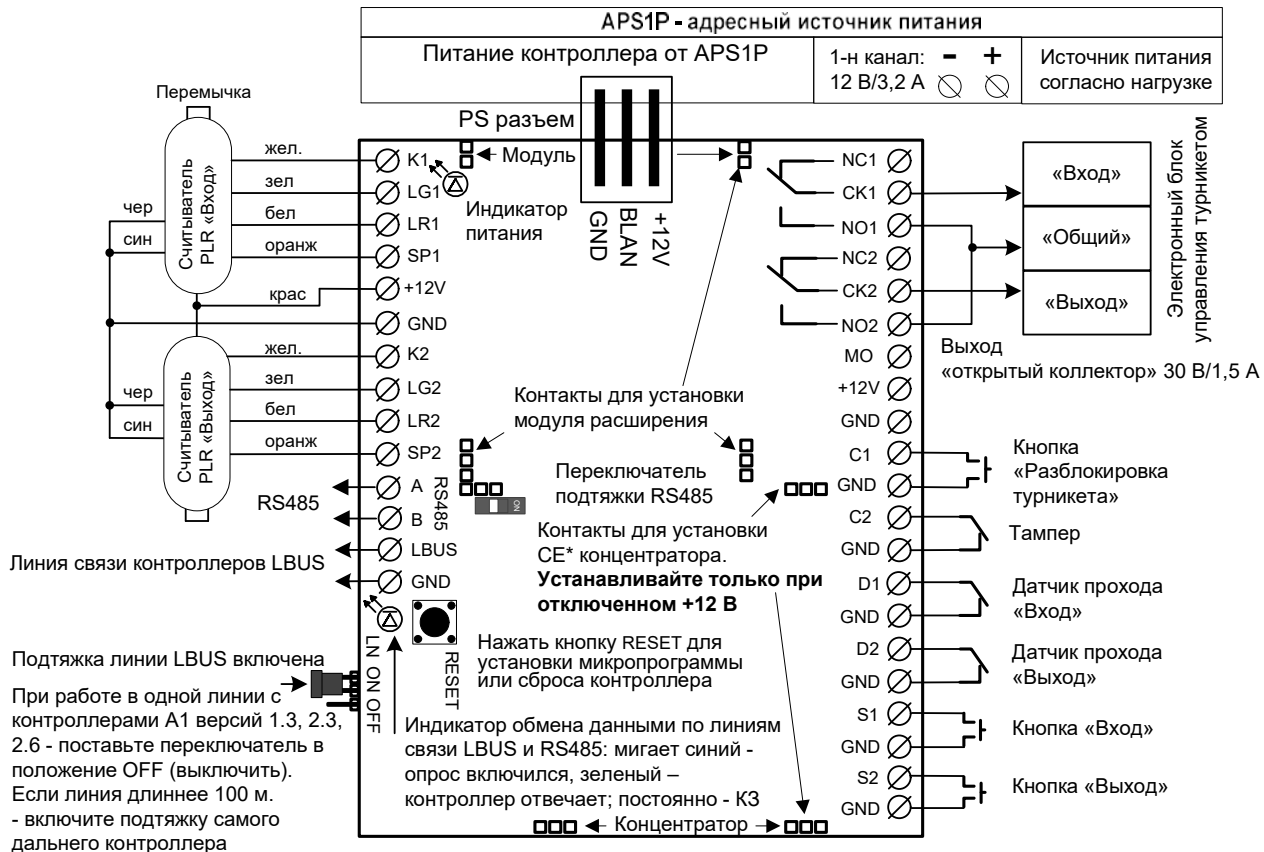 APS1P - адресный источник питания
Питание контроллера от APS1P
1-н канал: - +
12 В/3,2 А
Источник питания
согласно нагрузке
Перемычка
PS разъем
Модуль
Индикатор
питания
GND
BLAN
+12V
Считыватель
PLR «Вход»
жел.
зел
бел
оранж
крас
чер
син
Считыватель
PLR «Выход»
жел.
зел
бел
оранж
чер
син
K1
LG1
LR1
SP1
+12V
GND
K2
LG2
LR2
SP2
A
B
RS485
LBUS
GND
RS485
Линия связи контроллеров LBUS
NC1
CK1
NO1
NC2
CK2
NO2
MO
+12V
GND
C1
GND
C2
GND
D1
GND
D2
GND
S1
GND
S2
GND
«Вход»
«Общий»
«Выход»
Электронный блок
управления турникетом
Выход
«открытый коллектор» 30 В/1,5 А
Кнопка
«Разблокировка
турникета»
Тампер
Датчик прохода
«Вход»
Датчик прохода
«Выход»
Кнопка «Вход»
Кнопка «Выход»
Контакты для установки
модуля расширения
Переключатель
подтяжки RS485
ON
Контакты для установки
CE* концентратора.
Устанавливайте только при
отключенном +12 В
Нажать кнопку RESET для
установки микропрограммы
или сброса контроллера
RESET
LN ON OFF
Индикатор обмена данными по линиям
связи LBUS и RS485: мигает синий -
опрос включился, зеленый –
контроллер отвечает; постоянно - КЗ
Концентратор
Подтяжка линии LBUS включена
При работе в одной линии с
контроллерами А1 версий 1.3, 2.3,
2.6 - поставьте переключатель в
положение OFF (выключить).
Если линия длиннее 100 м.
- включите подтяжку самого
дальнего контроллера